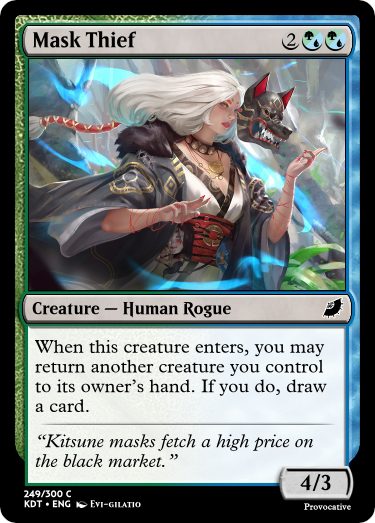 Mask Thief 2
Creature — Human Rogue
When this creature enters, you may
return another creature you control
to its owner's hand. If you do, draw
a card.
“Kitsune masks fetch a high price on
the black market.”
4/3
249/300 C
KDT • ENG Evi-gilatio
Provocative